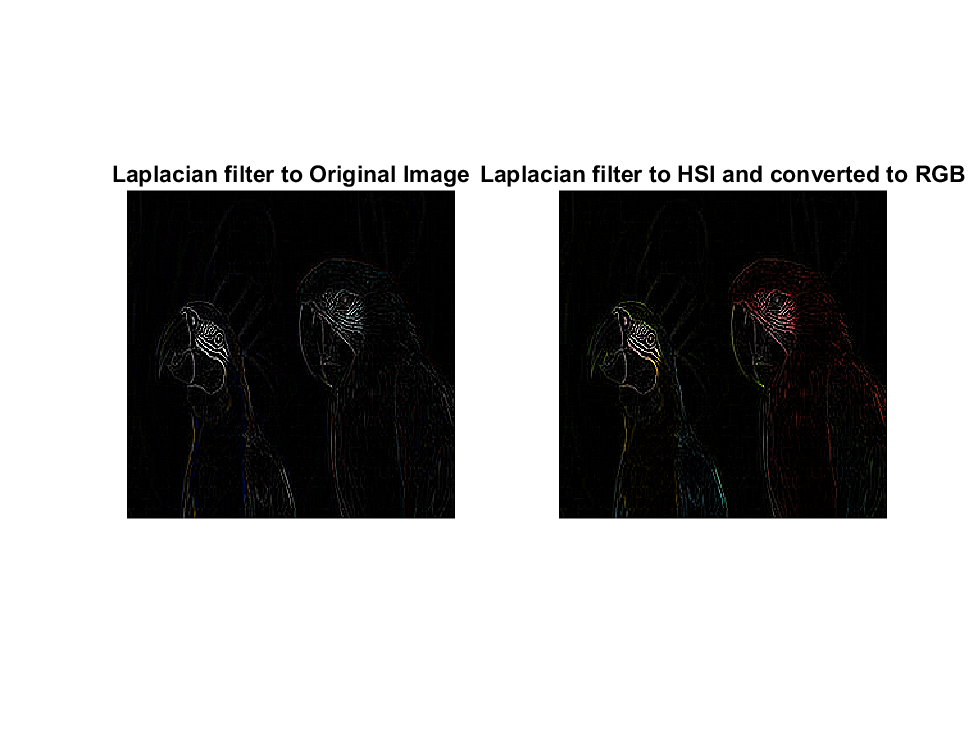 Laplacian filter to Original Image
Laplacian filter to HSI and converted to RGB